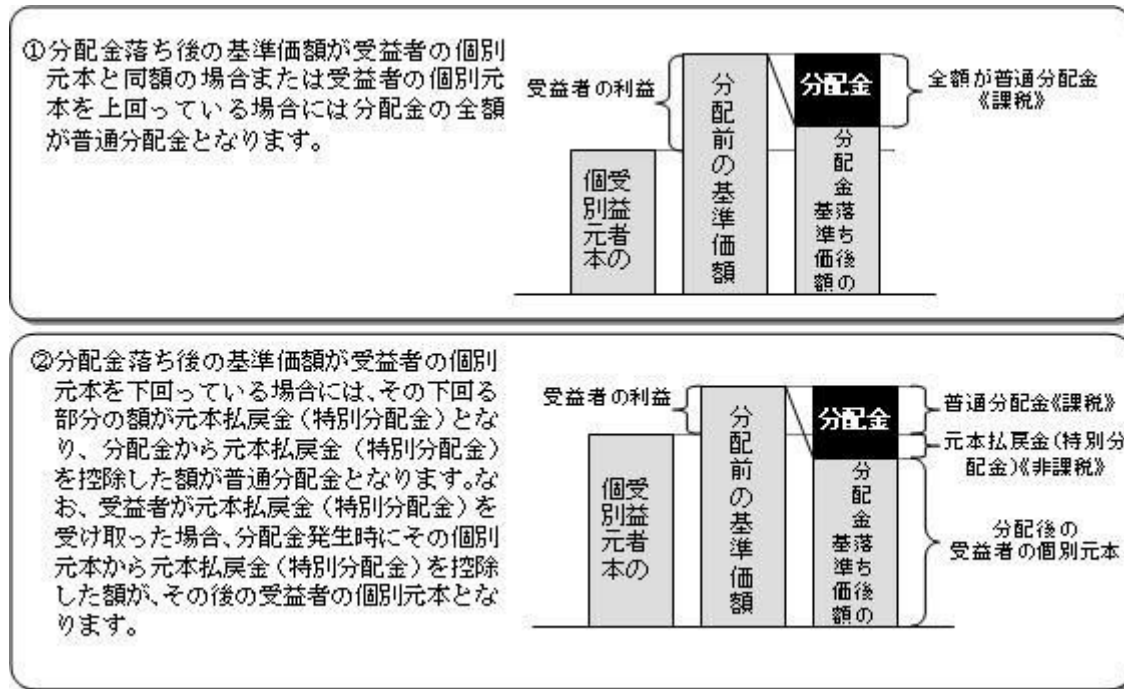 ①分配金落ち後の基準価額が受益者の個別
元本と同額の場合または受益者の個別元
本を上回っている場合には分配金の全額
が普通分配金となります。
受益者の利益
受益者の
個別元本
分配前の基準価額
分配金
分配金落ち後の
基準価額
全額が普通分配金
《課税》
②分配金落ち後の基準価額が受益者の個別
元本を下回っている場合には、その下回る
部分の額が元本払戻金（特別分配金）とな
り、分配金から元本払戻金（特別分配金）
を控除した額が普通分配金となります。な
お、受益者が元本払戻金（特別分配金）を
受け取った場合、分配金発生時にその個別
元本から元本払戻金（特別分配金）を控除
した額が、その後の受益者の個別元本とな
ります。
受益者の利益
受益者の
個別元本
分配前の基準価額
分配金
分配金落ち後の
基準価額
普通分配金《課税》
元本払戻金（特別分
配金）《非課税》
分配後の
受益者の個別元本